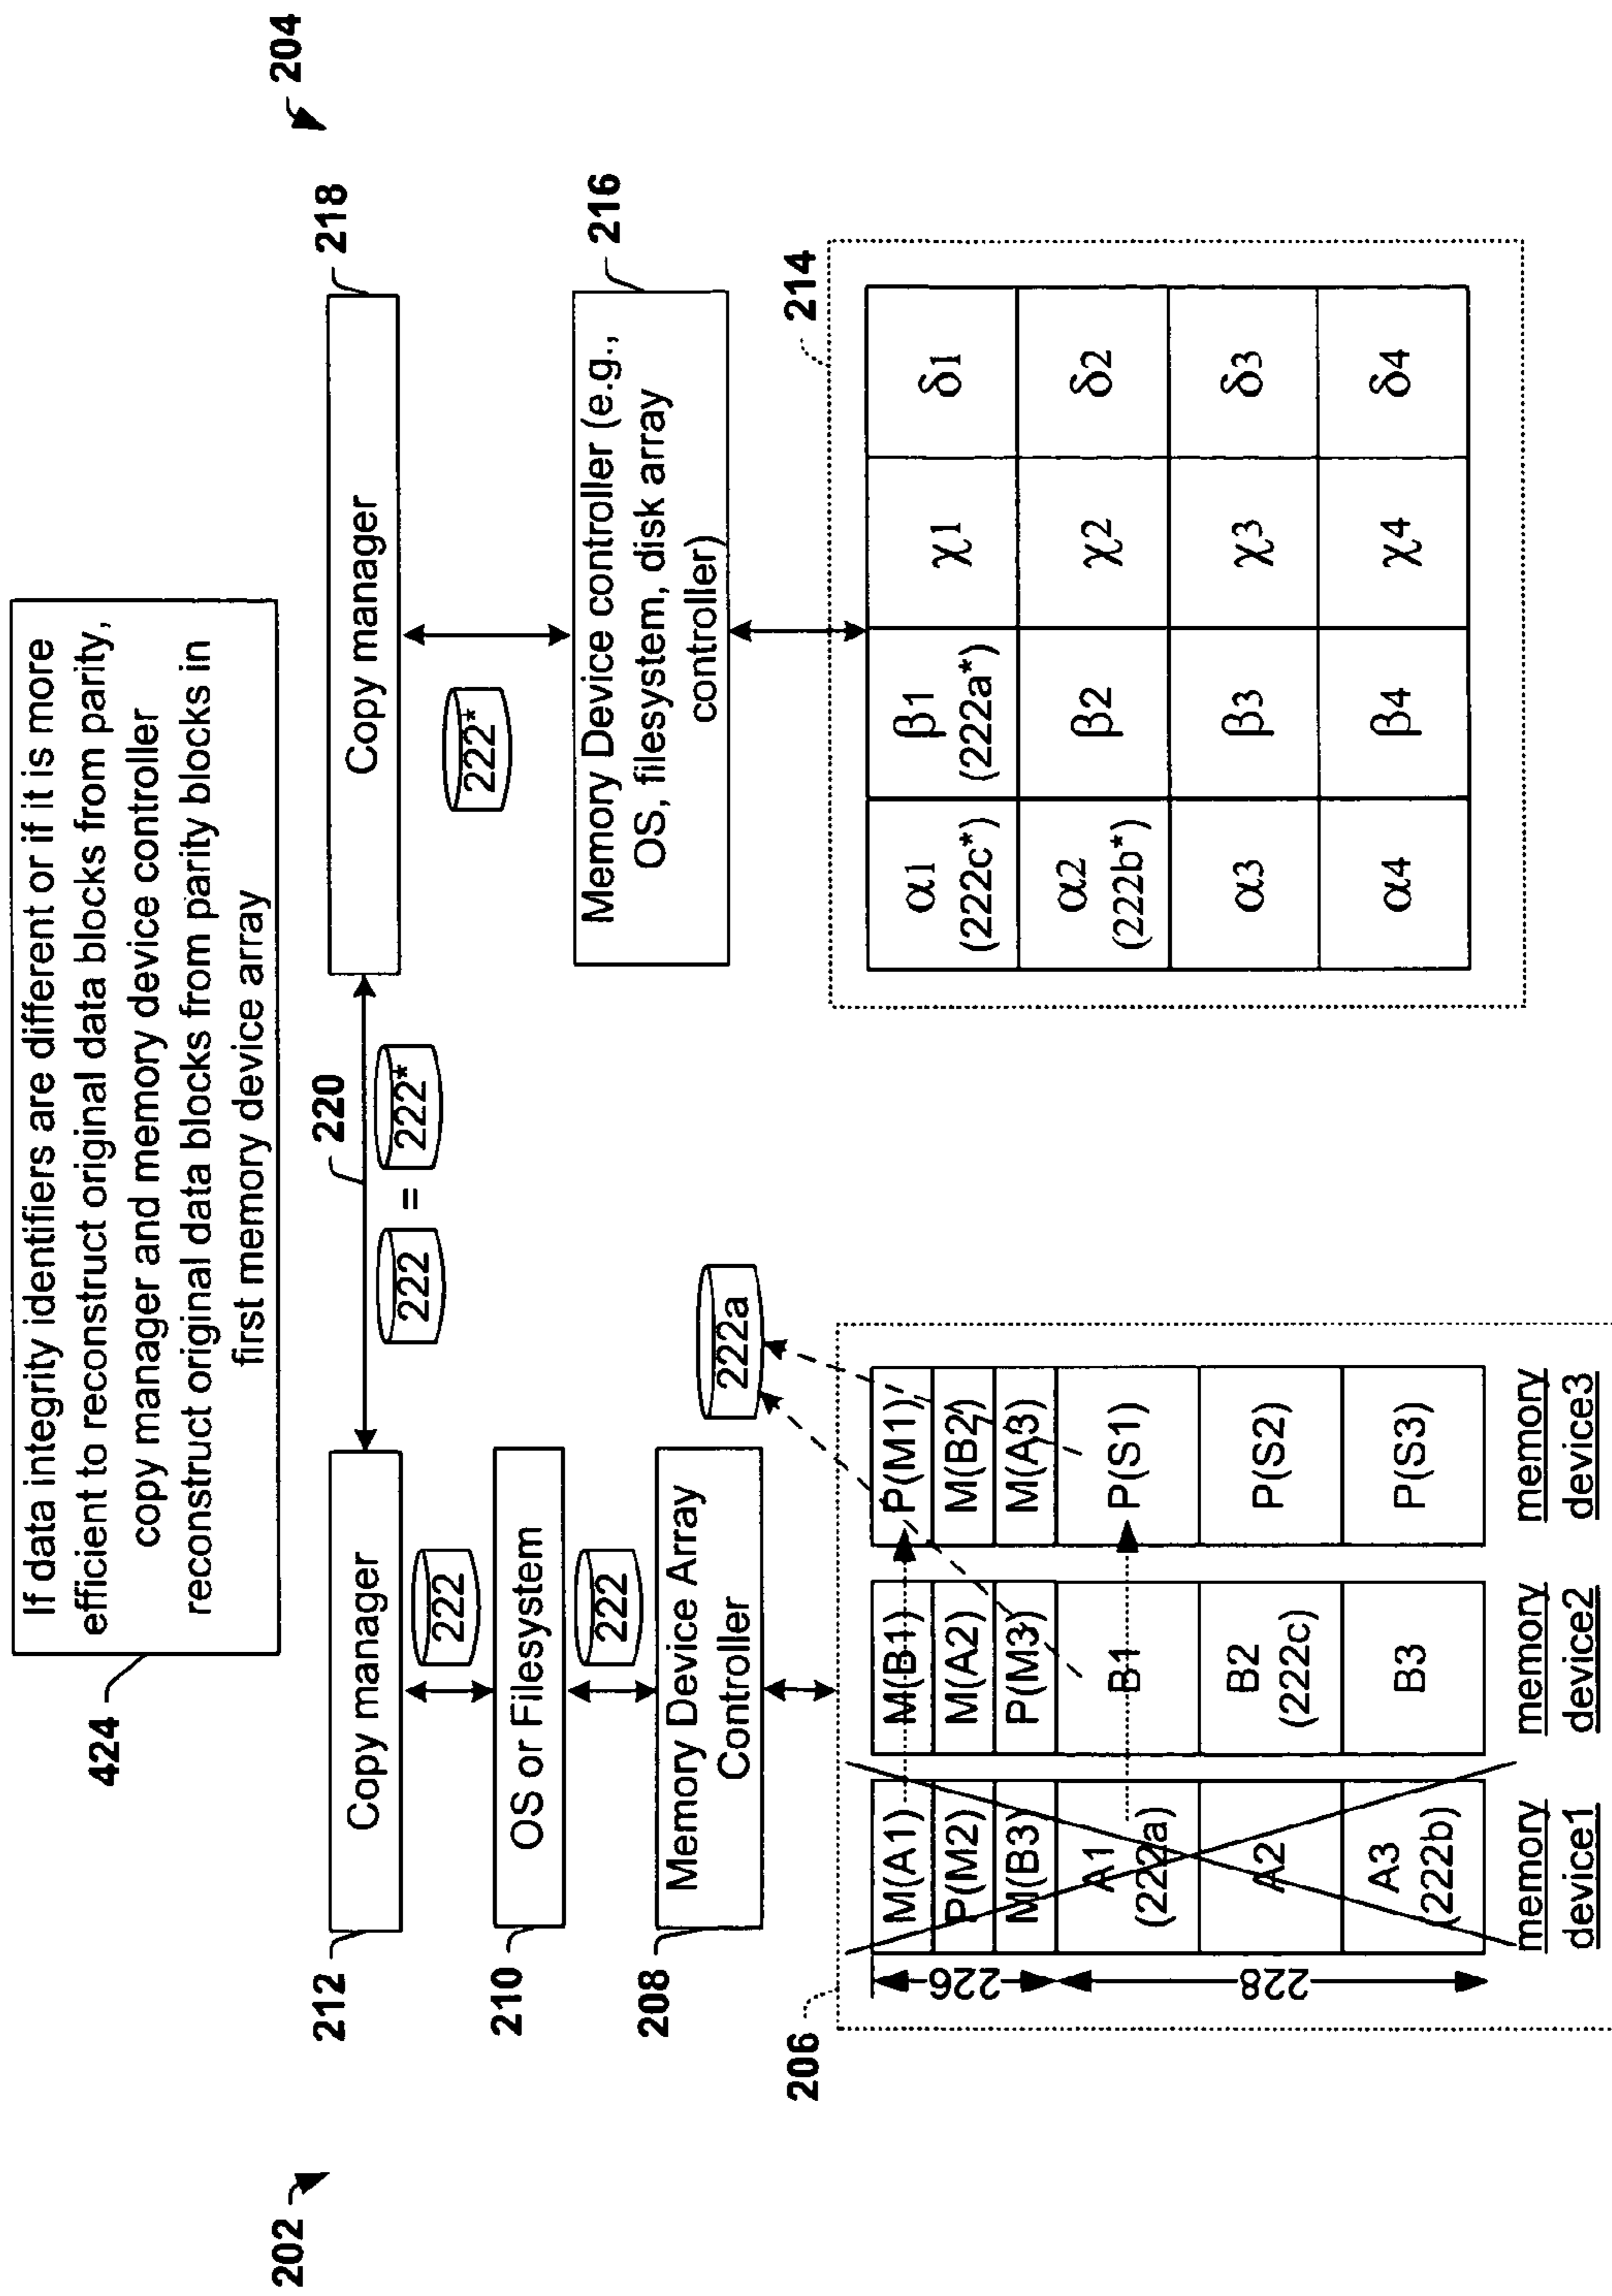 If data integrity identifiers are different or if it is more
efficient to reconstruct original data blocks from parity,
copy manager and memory device controller
reconstruct original data blocks from parity blocks in
first memory device array
424
202
204
212
Copy manager
220
218
Copy manager
222
=
222*
222
222*
210
OS or Filesystem
216
Memory Device controller (e.g.,
OS, filesystem, disk array
controller)
222
208
Memory Device Array
Controller
222a
206
214
226
228
M(A1)
P(M2)
M(B3)
A1
(222a)
A2
A3
(222b)
memory
device1
M(B1)
M(A2)
P(M3)
B1
B2
(222c)
B3
memory
device2
P(M1)
M(B2)
M(A3)
P(S1)
P(S2)
P(S3)
memory
device3
α1
(222c*)
β1
(222a*)
χ1
δ1
α2
(222b*)
β2
χ2
δ2
α3
β3
χ3
δ3
α4
β4
χ4
δ4